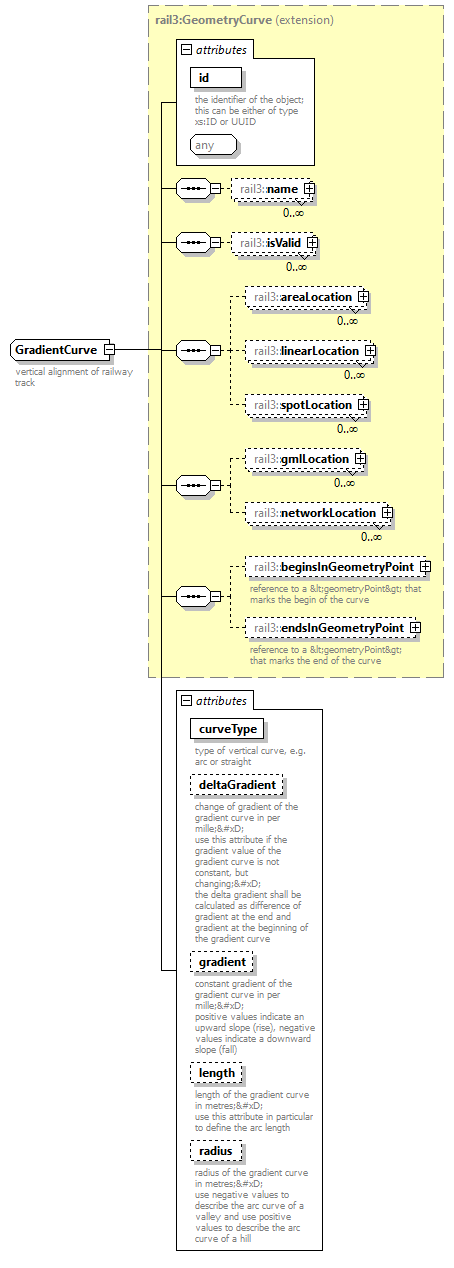 rail3:GeometryCurve (extension)
attributes
id
the identifier of the object;
this can be either of type
xs:ID or UUID
any
rail3:name
0..∞
rail3:isValid
0..∞
rail3:areaLocation
0..∞
GradientCurve
vertical alignment of railway
track
rail3:linearLocation
0..∞
rail3:spotLocation
0..∞
rail3:gmlLocation
0..∞
rail3:networkLocation
0..∞
rail3:beginsInGeometryPoint
reference to a &lt;geometryPoint&gt; that
marks the begin of the curve
rail3:endsInGeometryPoint
reference to a &lt;geometryPoint&gt;
that marks the end of the curve
attributes
curveType
type of vertical curve, e.g.
arc or straight
deltaGradient
change of gradient of the
gradient curve in per
mille;&#xD;
use this attribute if the
gradient value of the
gradient curve is not
constant, but
changing;&#xD;
the delta gradient shall be
calculated as difference of
gradient at the end and
gradient at the beginning of
the gradient curve
gradient
constant gradient of the
gradient curve in per
mille;&#xD;
positive values indicate an
upward slope (rise), negative
values indicate a downward
slope (fall)
length
length of the gradient curve
in metres;&#xD;
use this attribute in particular
to define the arc length
radius
radius of the gradient curve
in metres;&#xD;
use negative values to
describe the arc curve of a
valley and use positive
values to describe the arc
curve of a hill